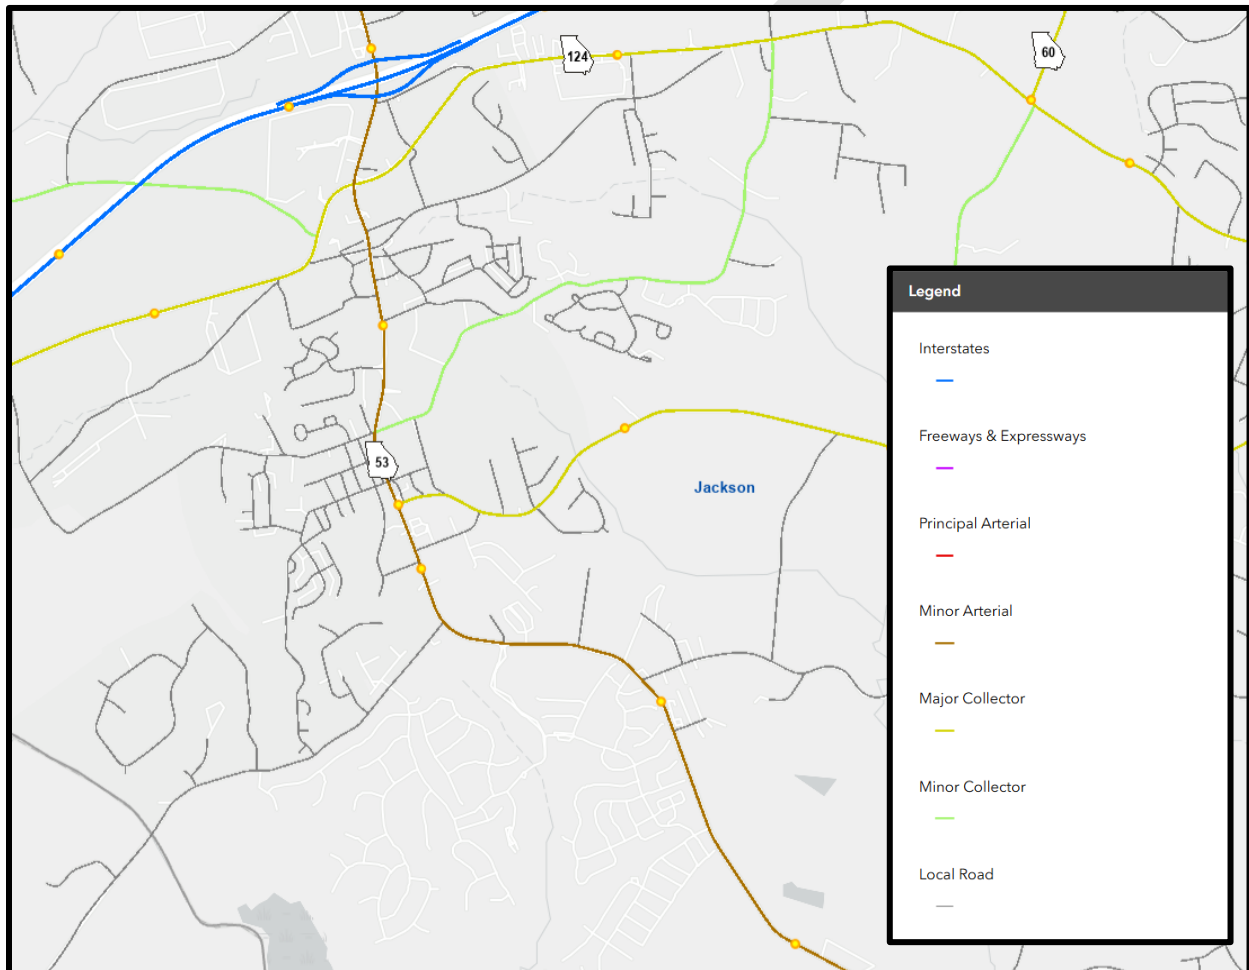 124
60
53
Jackson
Legend
Interstates
Freeways & Expressways
Principal Arterial
Minor Arterial
Major Collector
Minor Collector
Local Road